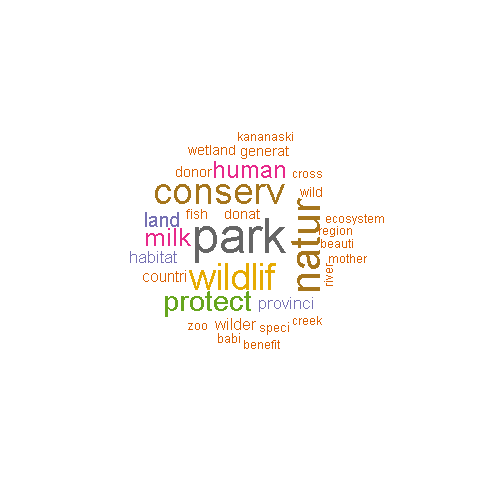 kananaski
wetland generat
donor human cross
conserv wild
land fish donat natur ecosystem
milk park region
beauti
habitat mother
countri wildlif river
protect provinci
zoo wilder speci creek
babi benefit